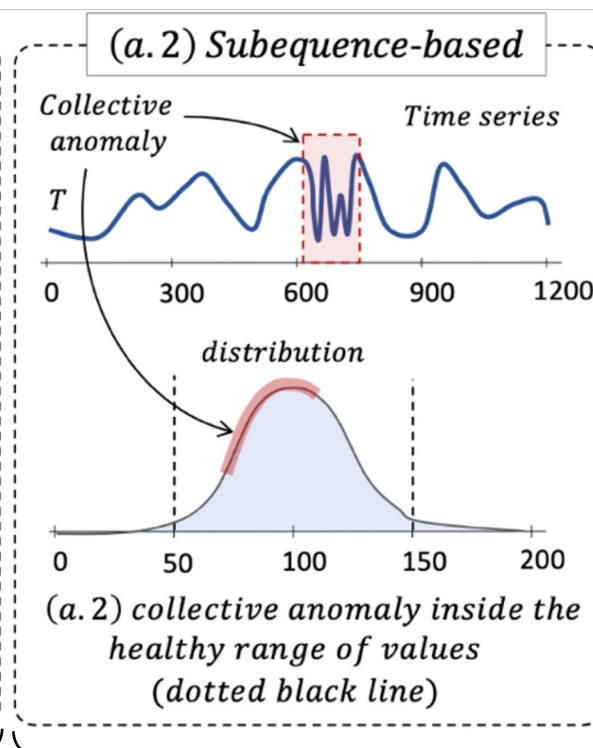 (a.2) Subequence-based
Collective
anomaly
Time series
T
0 300 600 900 1200
distribution
0 50 100 150 200
(a.2) collective anomaly inside the
healthy range of values
(dotted black line)